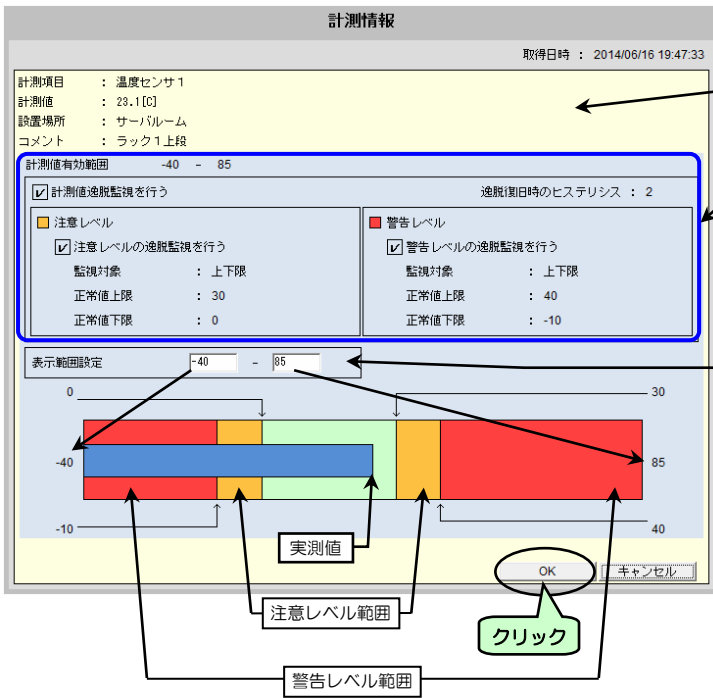 計測情報
取得日時 : 2014/06/16 19:47:33
計測項目 : 温度センサ1
計測値 : 23.1[C]
設置場所 : サーバルーム
コメント : ラック1上段
計測値有効範囲 -40 - 85
計測値逸脱監視を行う 逸脱復旧時のヒステリシス : 2
注意レベル
注意レベルの逸脱監視を行う
監視対象 : 上下限
正常値上限 : 30
正常値下限 : 0
警告レベル
警告レベルの逸脱監視を行う
監視対象 : 上下限
正常値上限 : 40
正常値下限 : -10
表示範囲設定 -40 - 85
0 30
-40 85
-10 40
実測値
OK キャンセル
注意レベル範囲
クリック
警告レベル範囲